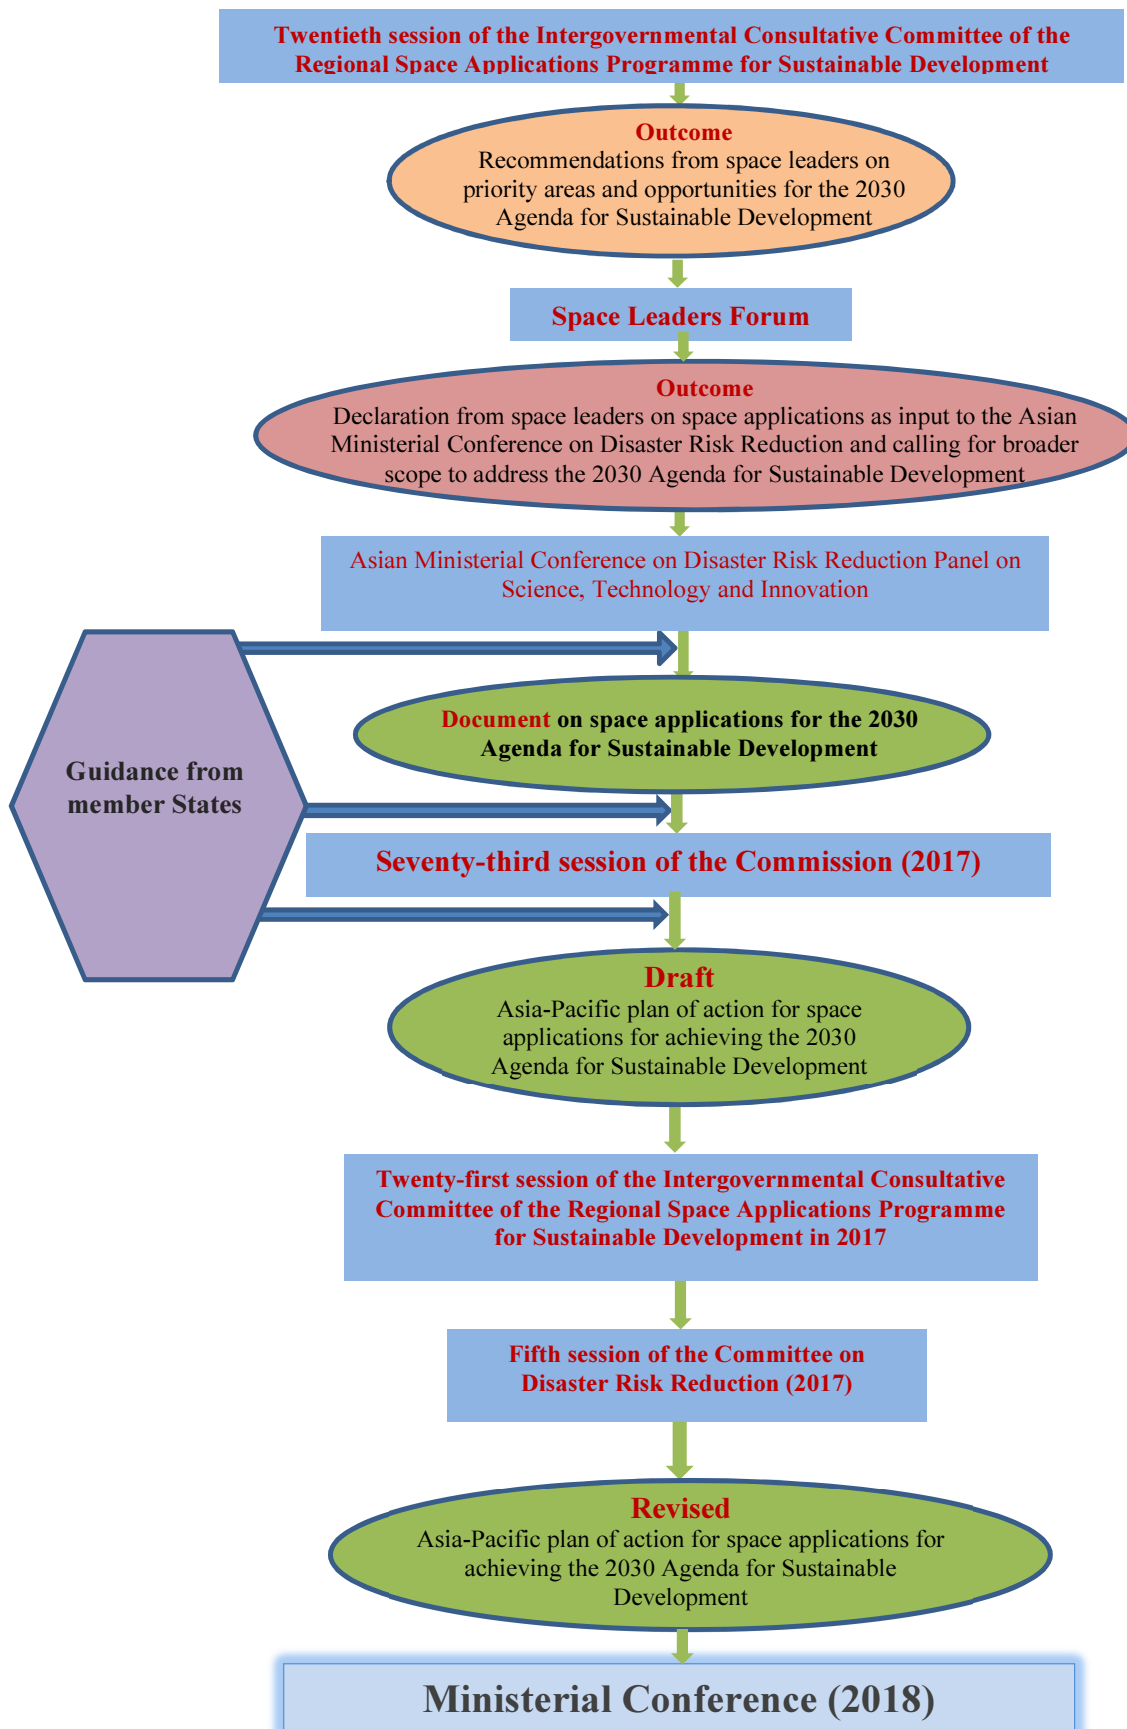 Twentieth session of the Intergovernmental Consultative Committee of the
Regional Space Applications Programme for Sustainable Development
Outcome
Recommendations from space leaders on
priority areas and opportunities for the 2030
Agenda for Sustainable Development
Space Leaders Forum
Outcome
Declaration from space leaders on space applications as input to the Asian
Ministerial Conference on Disaster Risk Reduction and calling for broader
scope to address the 2030 Agenda for Sustainable Development
Asian Ministerial Conference on Disaster Risk Reduction Panel on
Science, Technology and Innovation
Document on space applications for the 2030
Agenda for Sustainable Development
Guidance from
member States
Seventy-third session of the Commission (2017)
Draft
Asia-Pacific plan of action for space
applications for achieving the 2030
Agenda for Sustainable Development
Twenty-first session of the Intergovernmental Consultative
Committee of the Regional Space Applications Programme
for Sustainable Development in 2017
Fifth session of the Committee on
Disaster Risk Reduction (2017)
Revised
Asia-Pacific plan of action for space applications for
achieving the 2030 Agenda for Sustainable
Development
Ministerial Conference (2018)